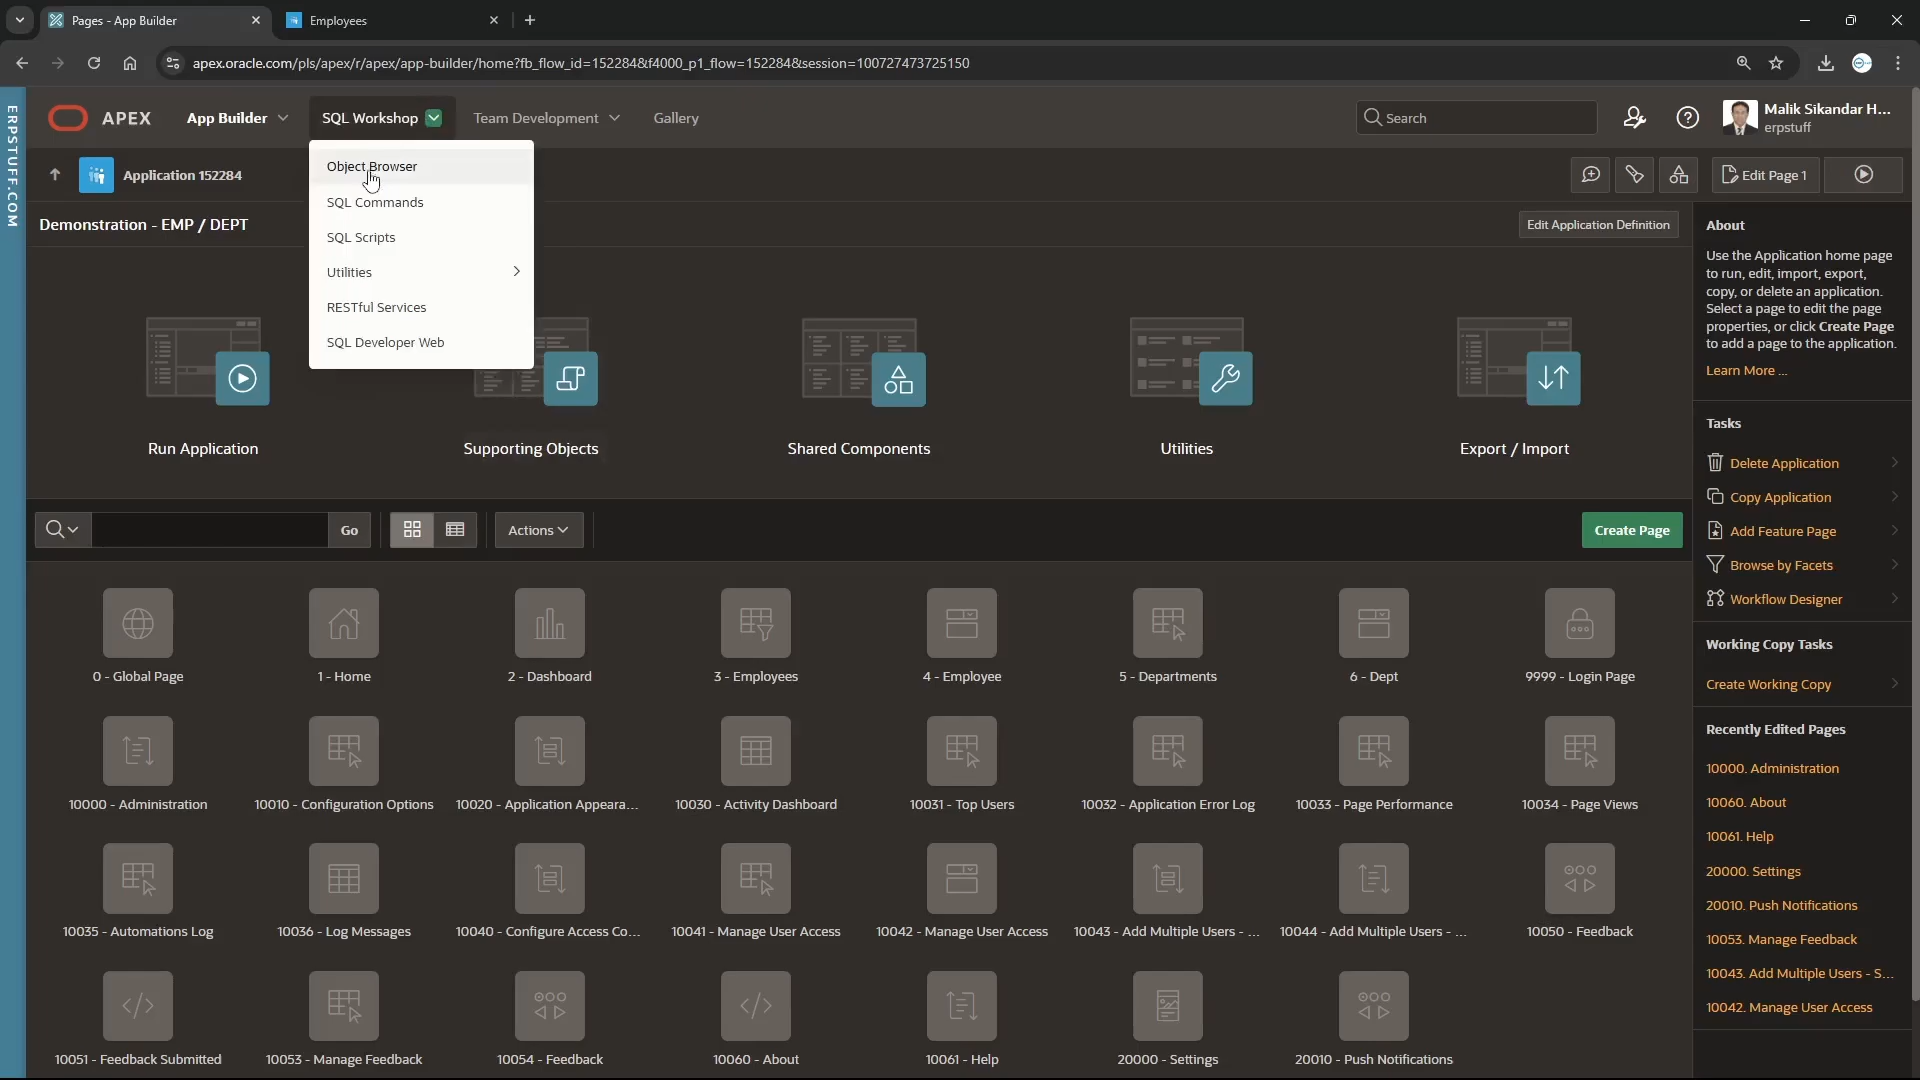 Pages - App Builder
Employees
apex.oracle.com/pls/apex/r/apex/app-builder/home?fb_flow_id=152284&f4000_p1_flow=152284&session=100727473725150
ERPSTUFF.COM
APEX
App Builder
SQL Workshop
Team Development
Gallery
Search
Malik Sikandar H...
erpstuff
Application 152284
Edit Page 1
Demonstration - EMP / DEPT
Edit Application Definition
Object Browser
SQL Commands
SQL Scripts
Utilities
RESTful Services
SQL Developer Web
Run Application
Supporting Objects
Shared Components
Utilities
Export / Import
Go
Actions
Create Page
0 - Global Page
1 - Home
2 - Dashboard
3 - Employees
4 - Employee
5 - Departments
6 - Dept
9999 - Login Page
10000 - Administration
10010 - Configuration Options
10020 - Application Appeara...
10030 - Activity Dashboard
10031 - Top Users
10032 - Application Error Log
10033 - Page Performance
10034 - Page Views
10035 - Automations Log
10036 - Log Messages
10040 - Configure Access Co...
10041 - Manage User Access
10042 - Manage User Access
10043 - Add Multiple Users - ...
10044 - Add Multiple Users - ...
10050 - Feedback
10051 - Feedback Submitted
10053 - Manage Feedback
10054 - Feedback
10060 - About
10061 - Help
20000 - Settings
20010 - Push Notifications
About
Use the Application home page
to run, edit, import, export,
copy, or delete an application.
Select a page to edit the page
properties, or click Create Page
to add a page to the application.
Learn More ...
Tasks
Delete Application
Copy Application
Add Feature Page
Browse by Facets
Workflow Designer
Working Copy Tasks
Create Working Copy
Recently Edited Pages
10000. Administration
10060. About
10061. Help
20000. Settings
20010. Push Notifications
10053. Manage Feedback
10043. Add Multiple Users - S...
10042. Manage User Access